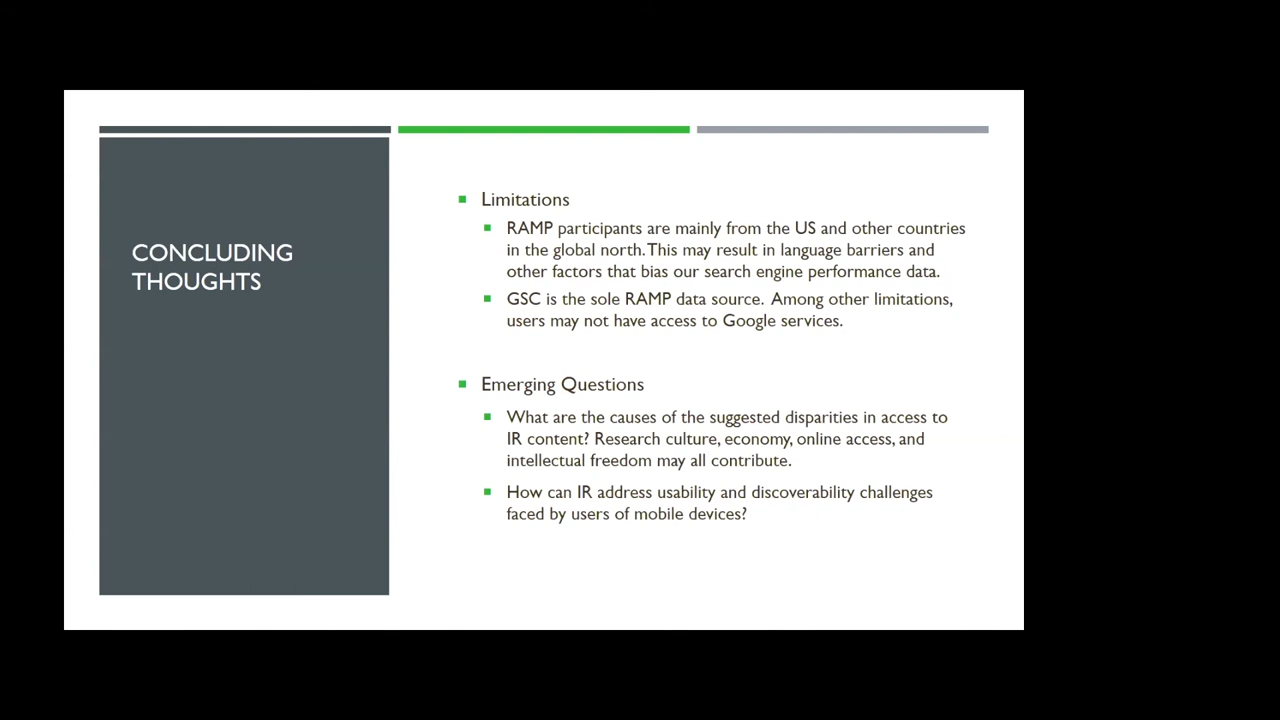 CONCLUDING
THOUGHTS
Limitations
RAMP participants are mainly from the US and other countries
in the global north. This may result in language barriers and
other factors that bias our search engine performance data.
GSC is the sole RAMP data source. Among other limitations,
users may not have access to Google services.
Emerging Questions
What are the causes of the suggested disparities in access to
IR content? Research culture, economy, online access, and
intellectual freedom may all contribute.
How can IR address usability and discoverability challenges
faced by users of mobile devices?